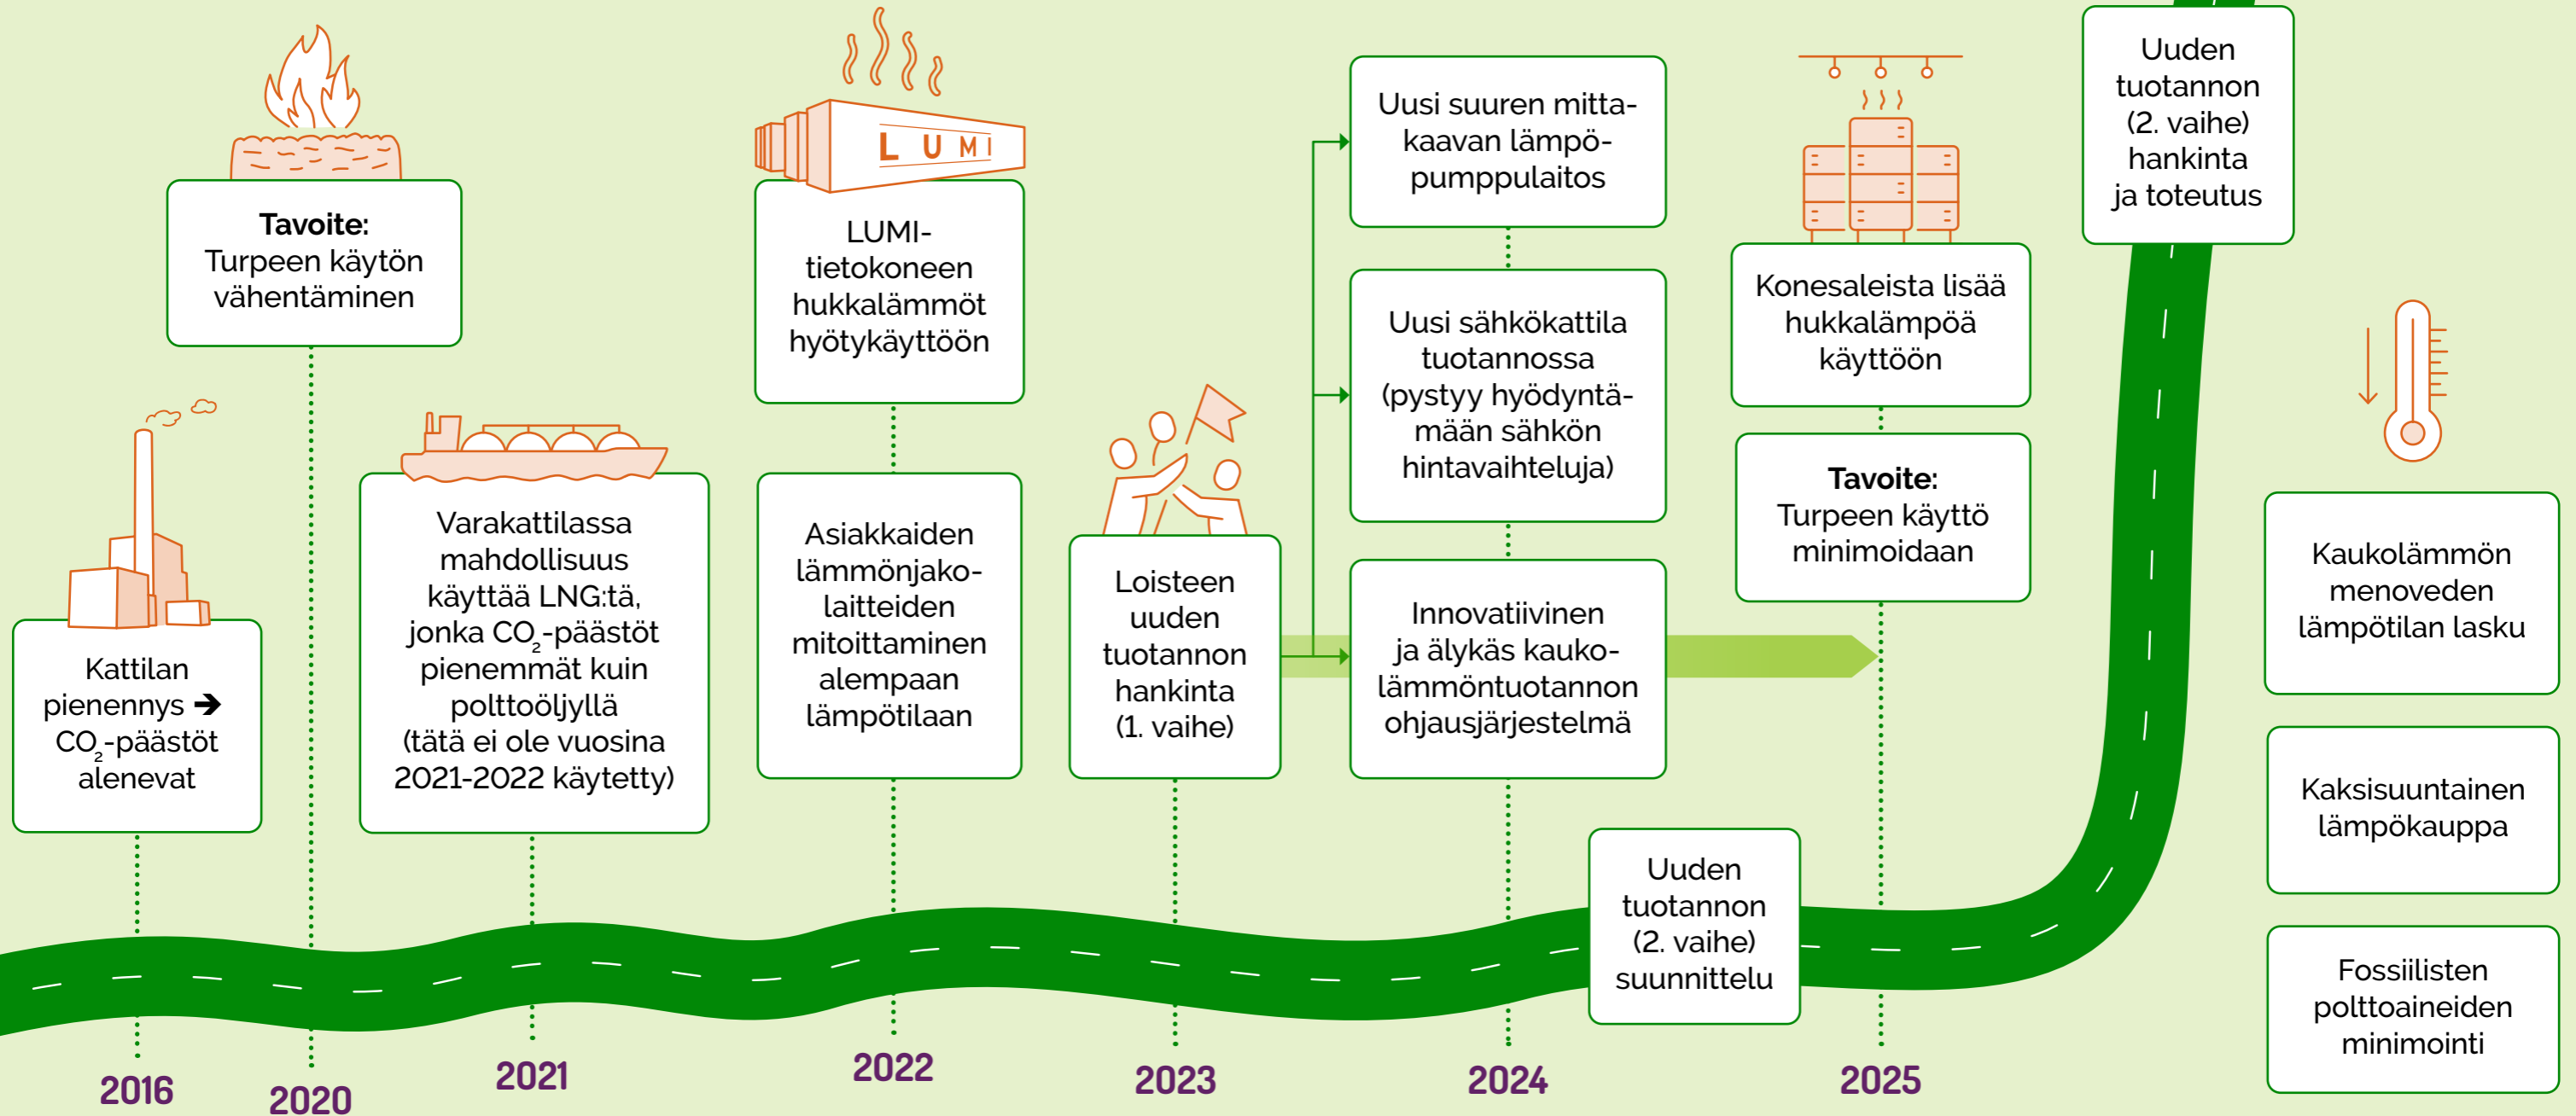 Kattilan
pienennys ➔
CO₂-päästöt
alenevat
2016
Tavoite:
Turpeen käytön
vähentäminen
2020
Varakattilassa
mahdollisuus
käyttää LNG:tä,
jonka CO₂-päästöt
pienemmät kuin
polttoöljyllä
(tätä ei ole vuosina
2021-2022 käytetty)
2021
LUMI
LUMI-
tietokoneen
hukkalämmöt
hyötykäyttöön
Asiakkaiden
lämmönjako-
laitteiden
mitoittaminen
alempaan
lämpötilaan
2022
Loisteen
uuden
tuotannon
hankinta
(1. vaihe)
2023
Uusi suuren mitta-
kaavan lämpö-
pumppulaitos
Uusi sähkökattila
tuotannossa
(pystyy hyödyntä-
mään sähkön
hintavaihteluja)
Innovatiivinen
ja älykäs kauko-
lämmöntuotannon
ohjausjärjestelmä
2024
Uuden
tuotannon
(2. vaihe)
suunnittelu
Konesaleista lisää
hukkalämpöä
käyttöön
Tavoite:
Turpeen käyttö
minimoidaan
2025
Uuden
tuotannon
(2. vaihe)
hankinta
ja toteutus
Kaukolämmön
menoveden
lämpötilan lasku
Kaksisuuntainen
lämpökauppa
Fossiilisten
polttoaineiden
minimointi